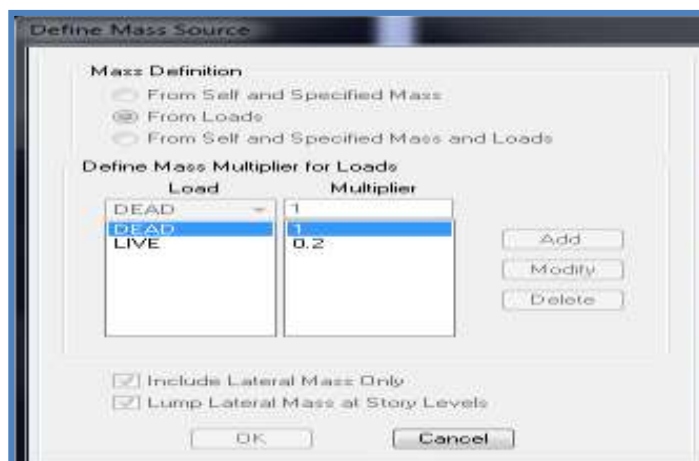 Define Mass Source
Mass Definition
From Self and Specified Mass
From Loads
From Self and Specified Mass and Loads
Define Mass Multiplier for Loads
Load Multiplier
DEAD 1
DEAD 1
LIVE 0.2
Add
Modify
Delete
Include Lateral Mass Only
Lump Lateral Mass at Story Levels
OK Cancel